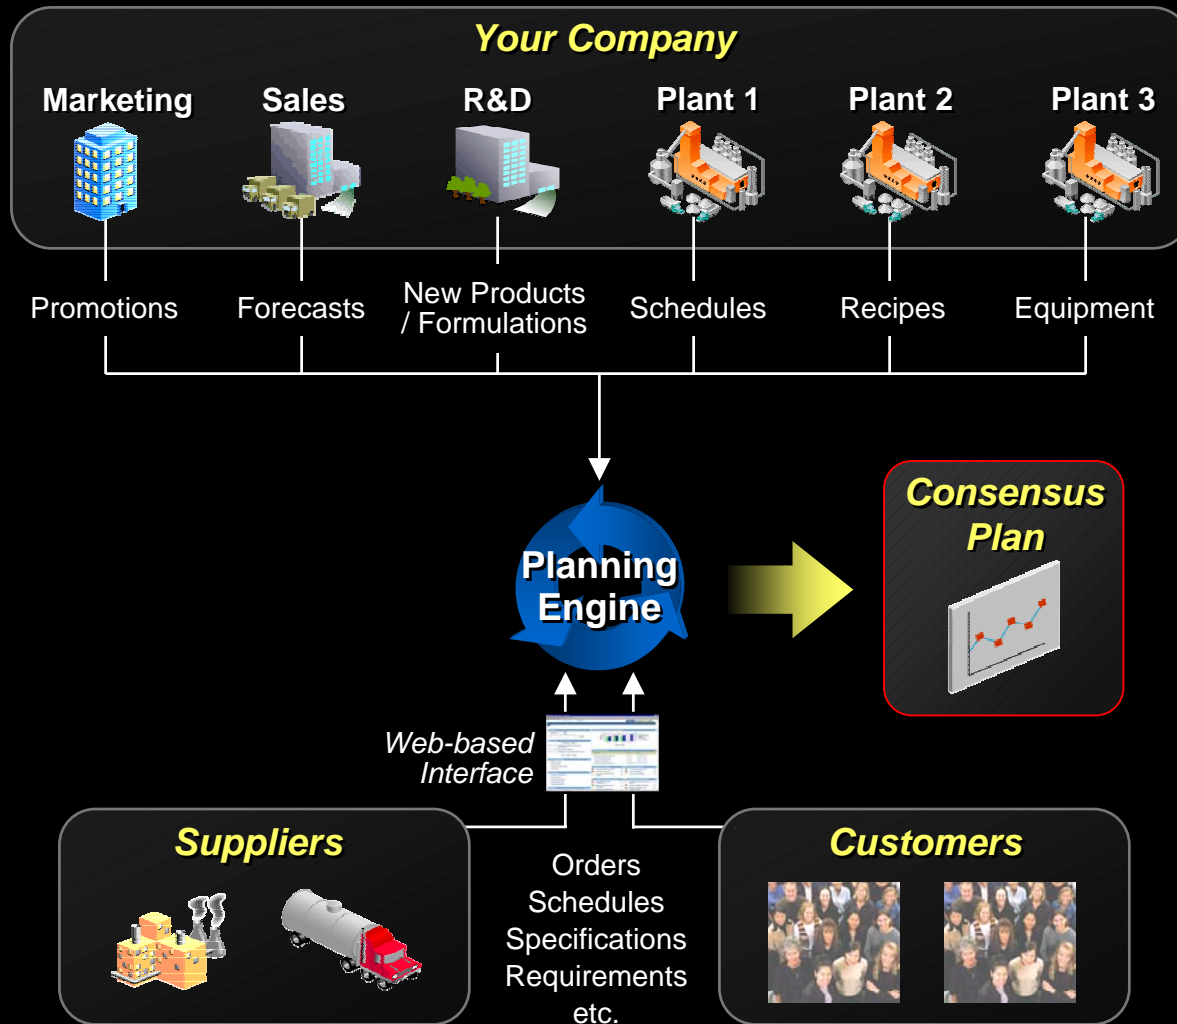 Your Company
Marketing
Sales
R&D
Plant 1
Plant 2
Plant 3
Promotions
Forecasts
New Products
/ Formulations
Schedules
Recipes
Equipment
Planning
Engine
Consensus
Plan
Web-based
Interface
Suppliers
Orders
Schedules
Specifications
Requirements
etc.
Customers